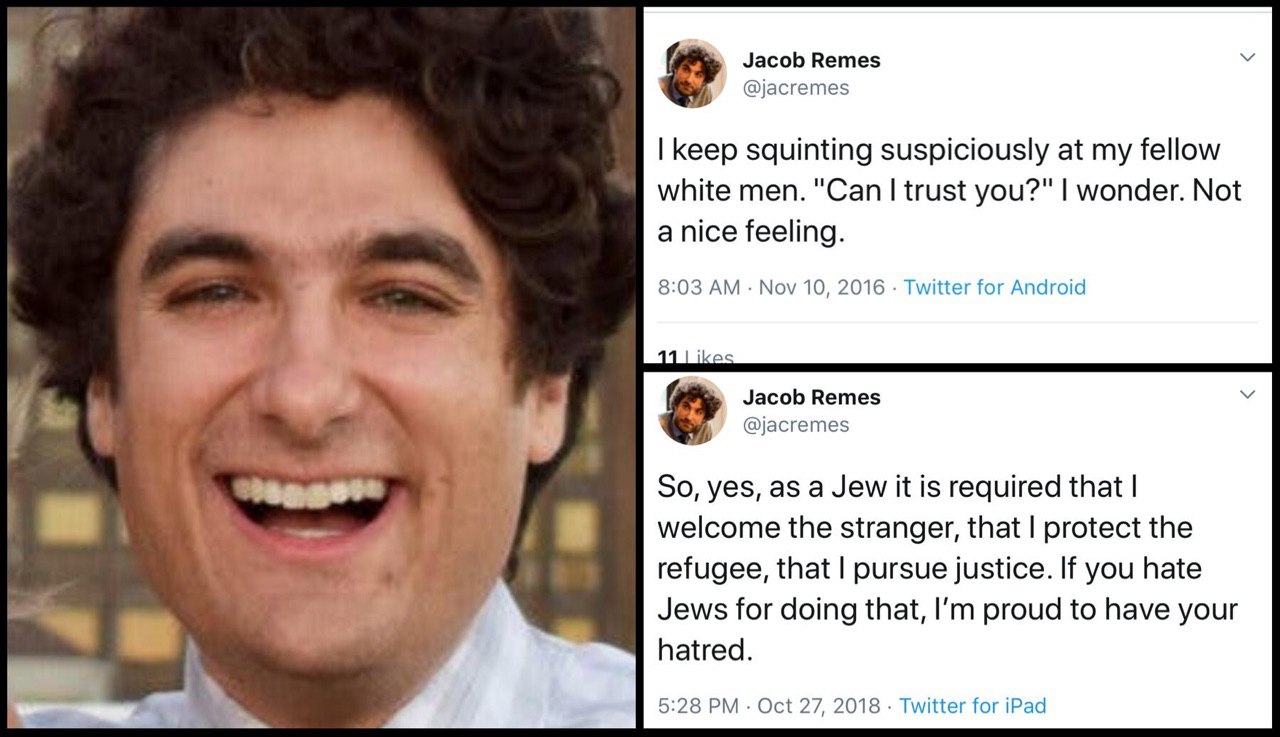 Jacob Remes
@jacremes
I keep squinting suspiciously at my fellow
white men. "Can I trust you?" I wonder. Not
a nice feeling.
8:03 AM · Nov 10, 2016 · Twitter for Android
11 Likes
Jacob Remes
@jacremes
So, yes, as a Jew it is required that I
welcome the stranger, that I protect the
refugee, that I pursue justice. If you hate
Jews for doing that, I’m proud to have your
hatred.
5:28 PM · Oct 27, 2018 · Twitter for iPad